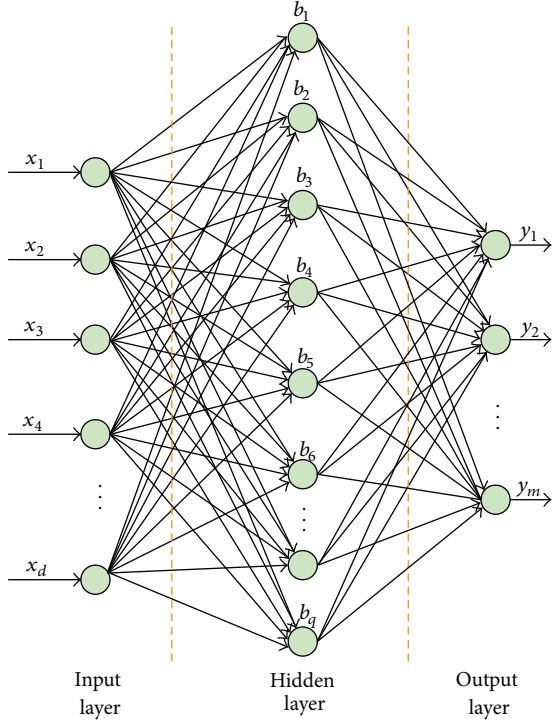 b1
b2
b3
b4
b5
b6
⋮
bq
x1
x2
x3
x4
⋮
xd
y1
y2
⋮
ym
Input
layer
Hidden
layer
Output
layer